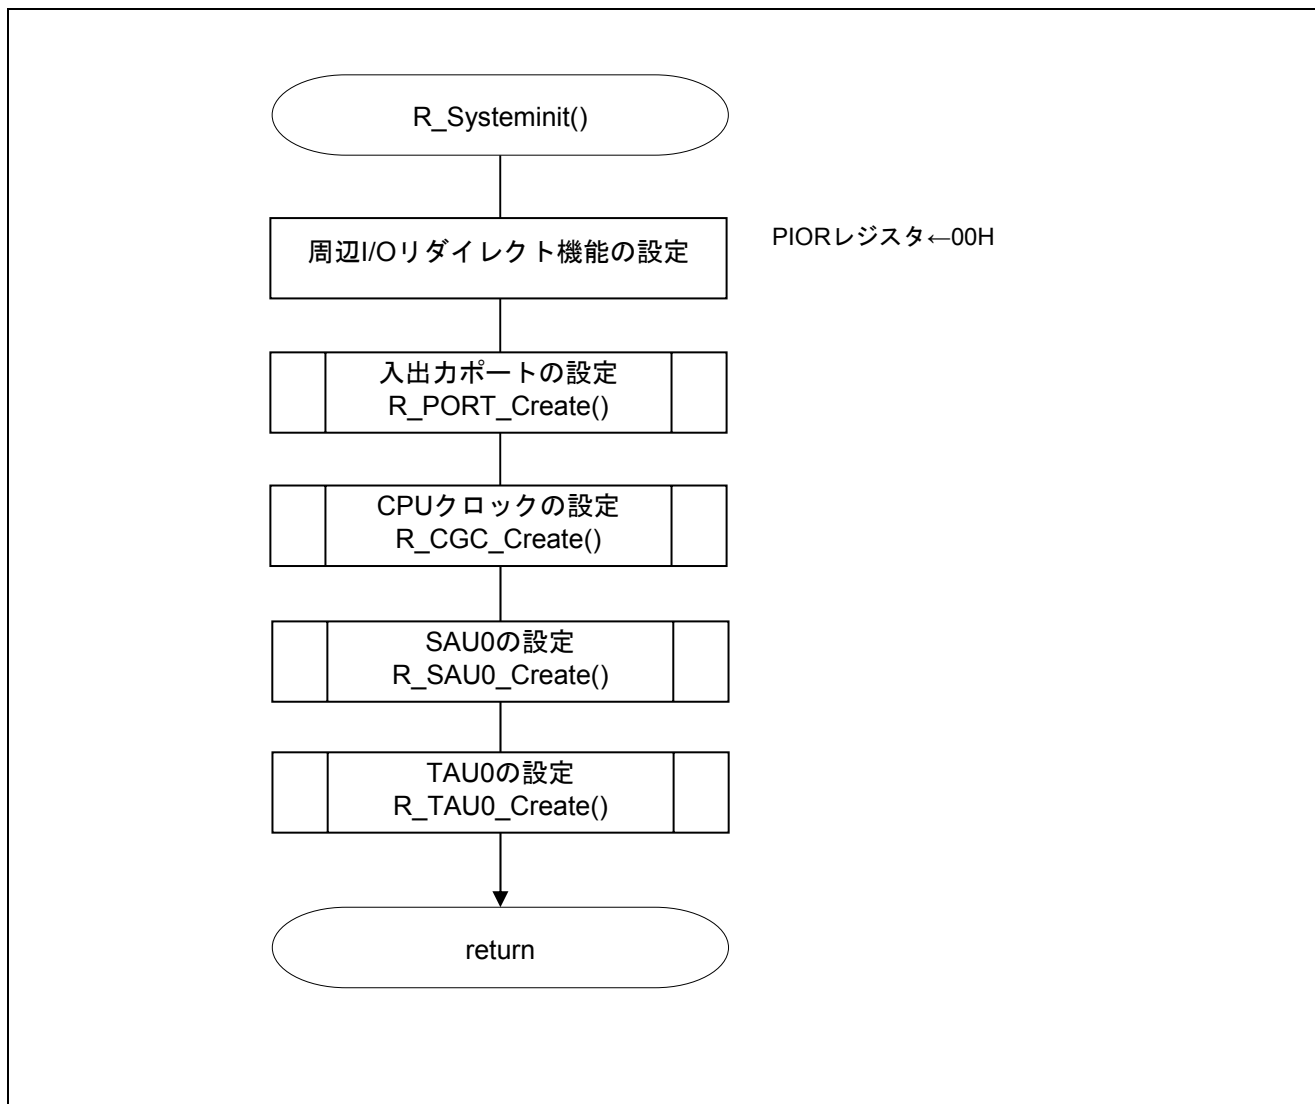 R_Systeminit()
周辺I/Oリダイレクト機能の設定
PIORレジスタ←00H
入出力ポートの設定
R_PORT_Create()
CPUクロックの設定
R_CGC_Create()
SAU0の設定
R_SAU0_Create()
TAU0の設定
R_TAU0_Create()
return